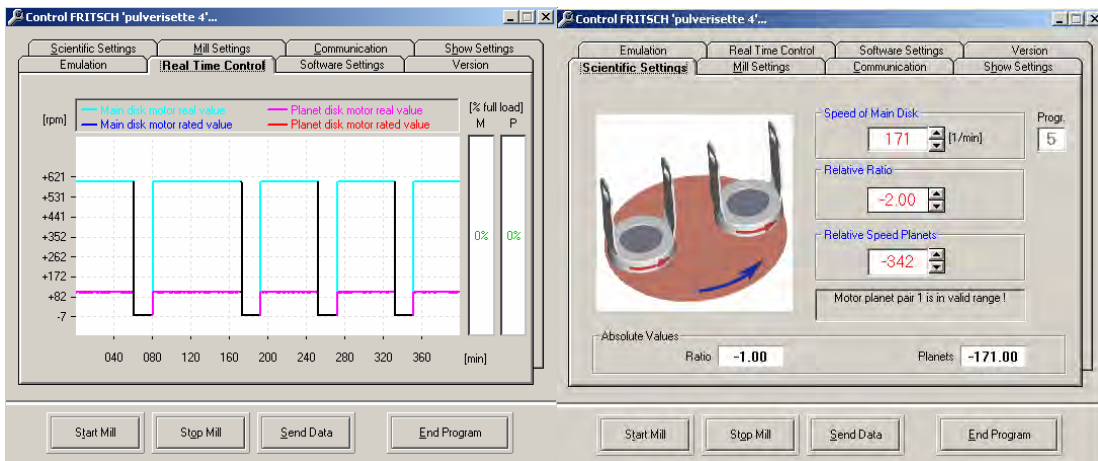 Control FRITSCH 'pulverisette 4'...
Scientific Settings Mill Settings Communication Show Settings
Emulation Real Time Control Software Settings Version
[rpm]
Main disk motor real value Planet disk motor real value
Main disk motor rated value Planet disk motor rated value
[% full load]
M P
+621
+531
+441
+352
+262
+172
+82
-7
0% 0%
040 080 120 160 200 240 280 320 360 [min]
Start Mill Stop Mill Send Data End Program
Control FRITSCH 'pulverisette 4'...
Emulation Real Time Control Software Settings Version
Scientific Settings Mill Settings Communication Show Settings
Speed of Main Disk
171 [1/min]
Progr.
5
Relative Ratio
-2.00
Relative Speed Planets
-342
Motor planet pair 1 is in valid range !
Absolute Values
Ratio -1.00 Planets -171.00
Start Mill Stop Mill Send Data End Program